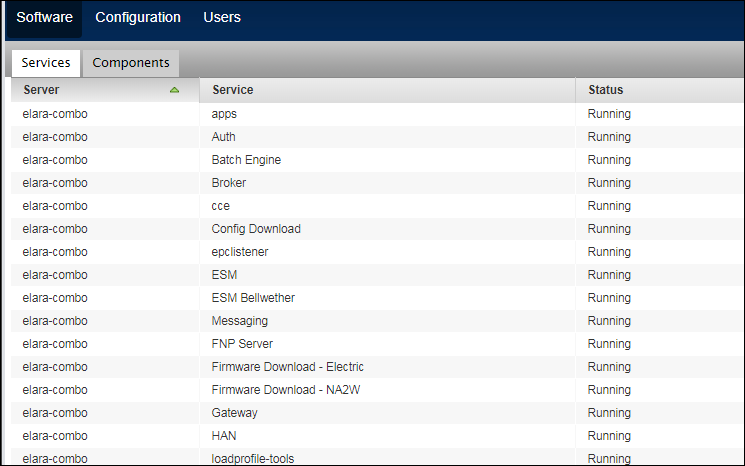 Software Configuration Users
Services Components
Server Service Status
elara-combo apps Running
elara-combo Auth Running
elara-combo Batch Engine Running
elara-combo Broker Running
elara-combo cce Running
elara-combo Config Download Running
elara-combo epclistener Running
elara-combo ESM Running
elara-combo ESM Bellwether Running
elara-combo Messaging Running
elara-combo FNP Server Running
elara-combo Firmware Download - Electric Running
elara-combo Firmware Download - NA2W Running
elara-combo Gateway Running
elara-combo HAN Running
elara-combo loadprofile-tools Running